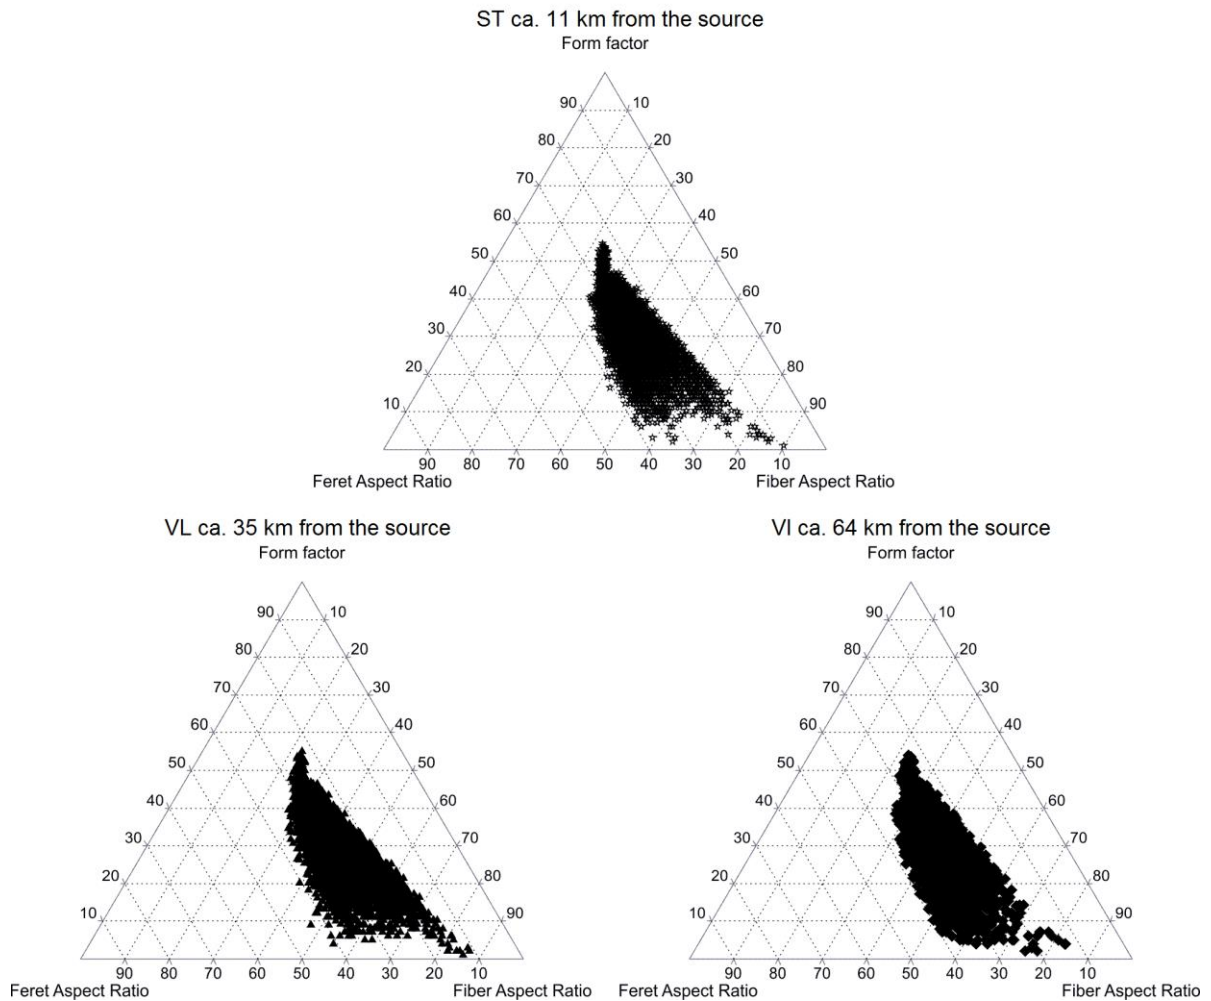 ST ca. 11 km from the source
Form factor
90 10
80 20
70 30
60 40
50 50
40 60
30 70
20 80
10 90
90 80 70 60 50 40 30 20 10
Feret Aspect Ratio Fiber Aspect Ratio
VL ca. 35 km from the source
Form factor
90 10
80 20
70 30
60 40
50 50
40 60
30 70
20 80
10 90
90 80 70 60 50 40 30 20 10
Feret Aspect Ratio Fiber Aspect Ratio
VI ca. 64 km from the source
Form factor
90 10
80 20
70 30
60 40
50 50
40 60
30 70
20 80
10 90
90 80 70 60 50 40 30 20 10
Feret Aspect Ratio Fiber Aspect Ratio